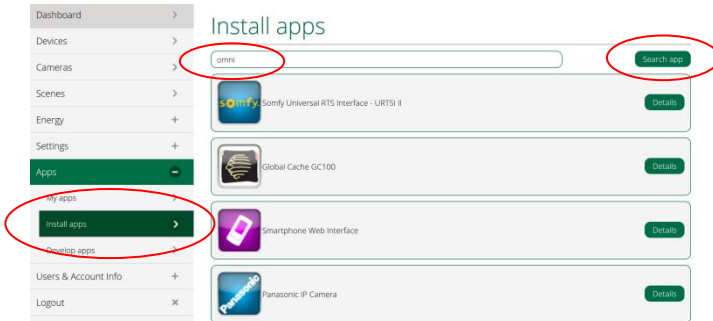 Dashboard
Devices
Cameras
Scenes
Energy
Settings
Apps
My apps
Install apps
Develop apps
Users & Account Info
Logout
Install apps
omni
Search app
somfy.
Somfy Universal RTS Interface - URTSI II
Details
Global Cache GC100
Details
Smartphone Web Interface
Details
Panasonic
Panasonic IP Camera
Details